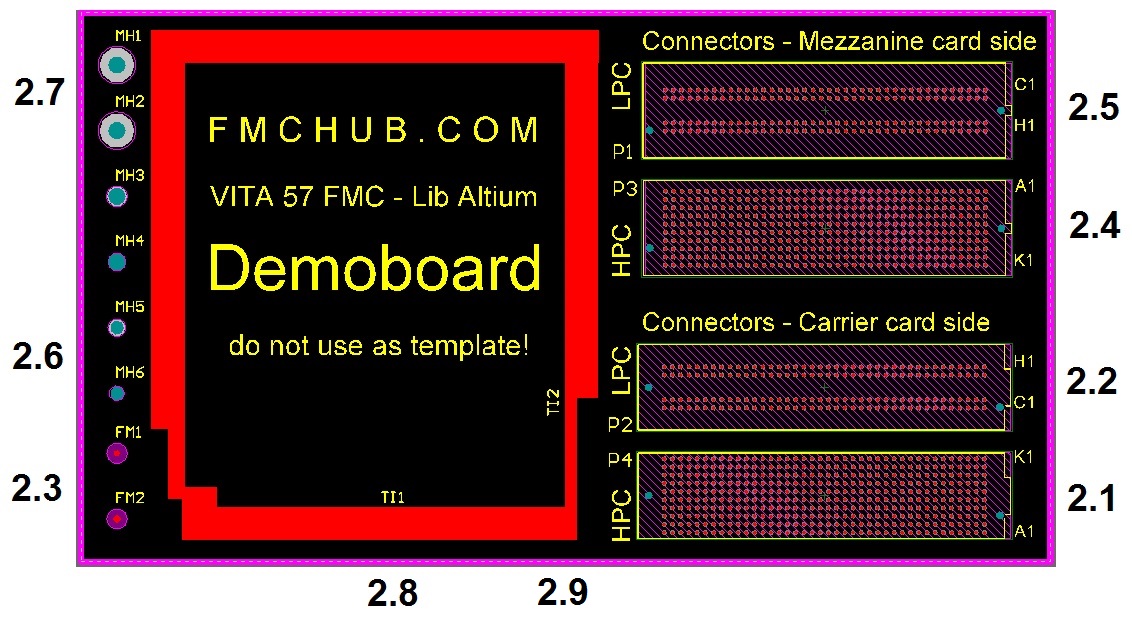 MH1
MH2
MH3
MH4
MH5
MH6
FM1
FM2
2.7
2.6
2.3
F M C H U B . C O M
VITA 57 FMC - Lib Altium
Demoboard
do not use as template!
TI2
TI1
2.8
2.9
Connectors - Mezzanine card side
LPC
P1
C1
H1
2.5
P3
HPC
A1
K1
2.4
Connectors - Carrier card side
LPC
P2
H1
C1
2.2
P4
HPC
K1
A1
2.1